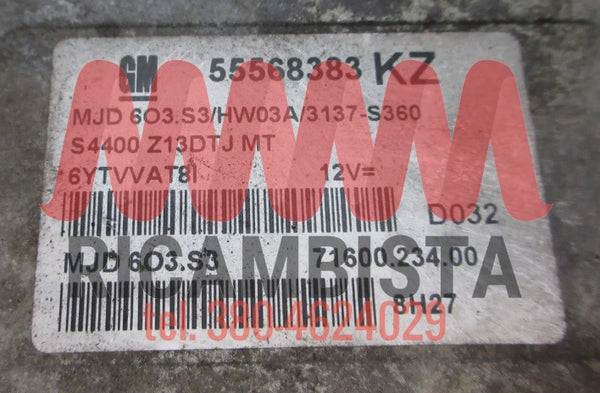 GM 55568383 KZ
MJD 6O3.S3/HW03A/3137-S360
S4400 Z13DTJ MT
6YTVVAT8I 12V=
D032
RICAMBISTA
MJD 6O3.S3 71600.234.00
8H27
tel. 380-4624029